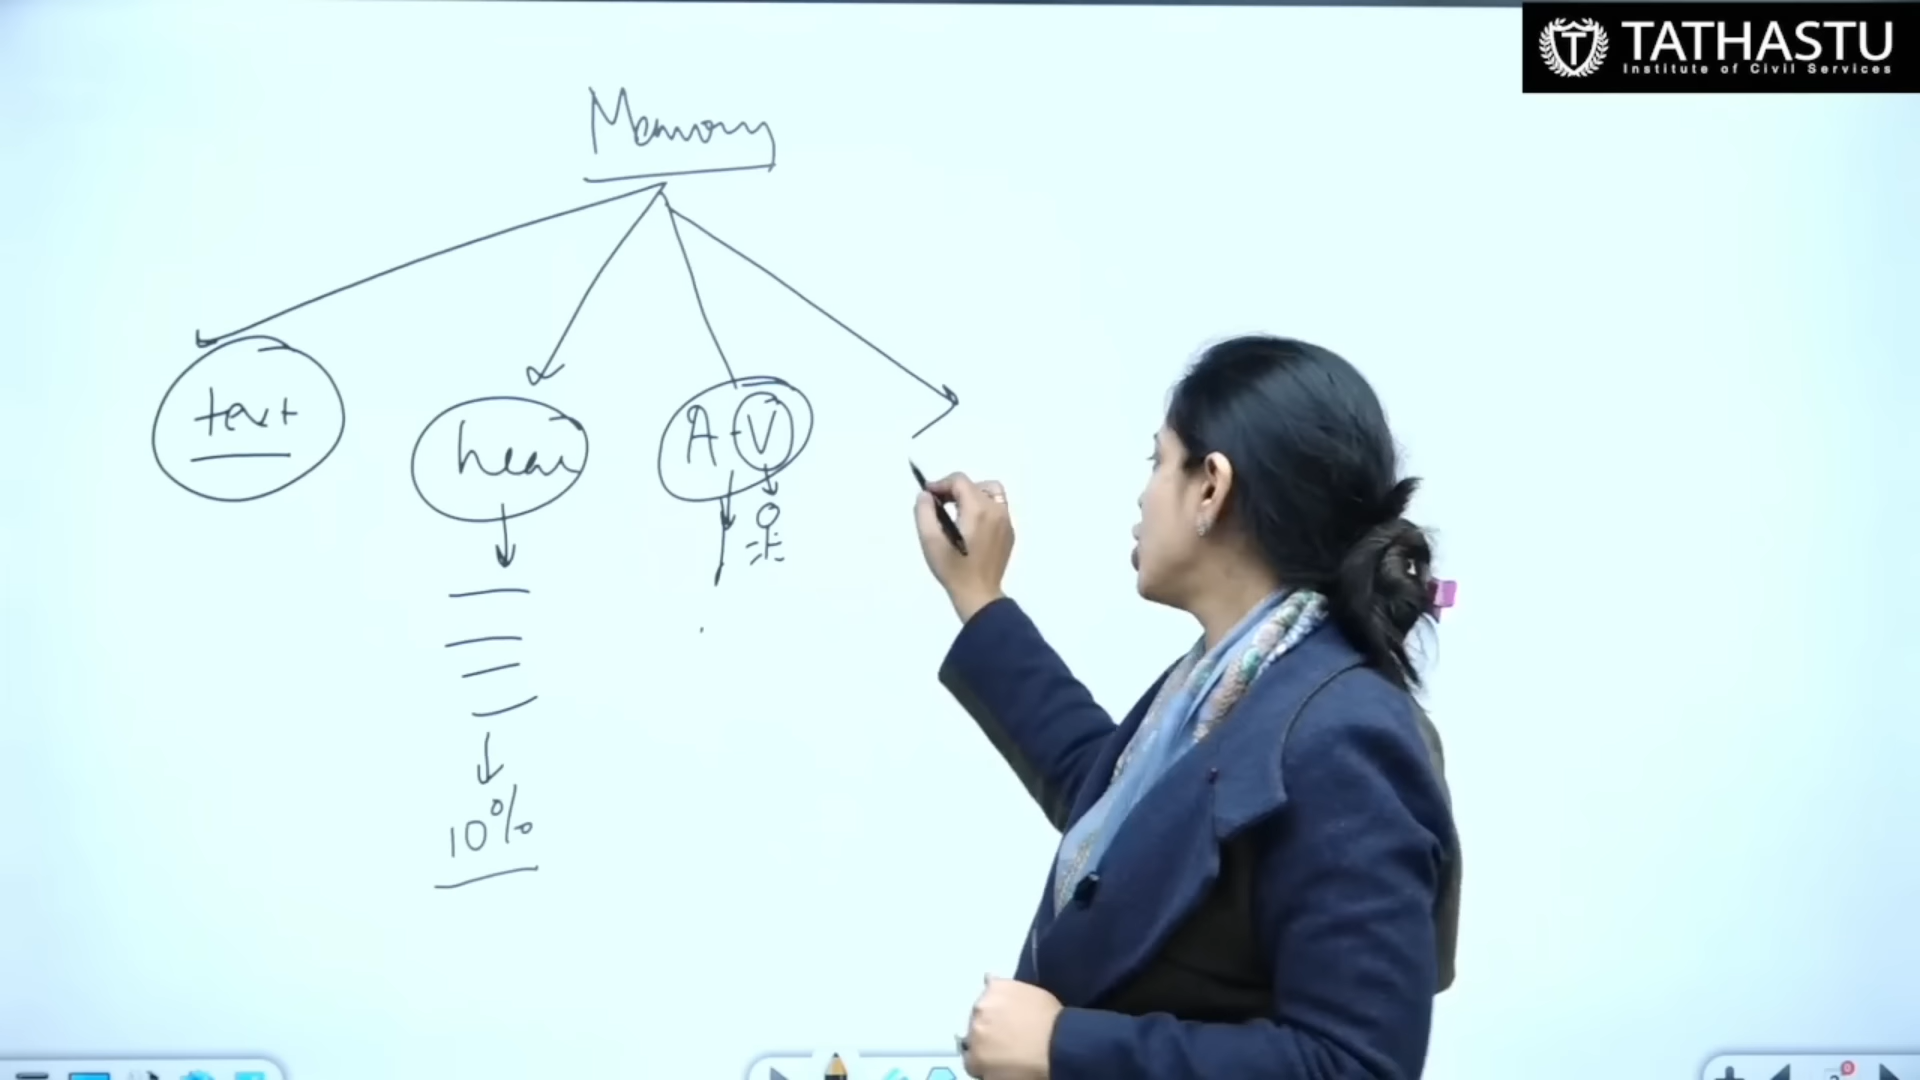 TATHASTU
Institute of Civil Services
Memory
text
hear
A + V
10%